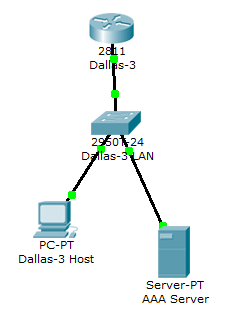 2811
Dallas-3
2950T-24
Dallas-3 LAN
PC-PT
Dallas-3 Host
Server-PT
AAA Server